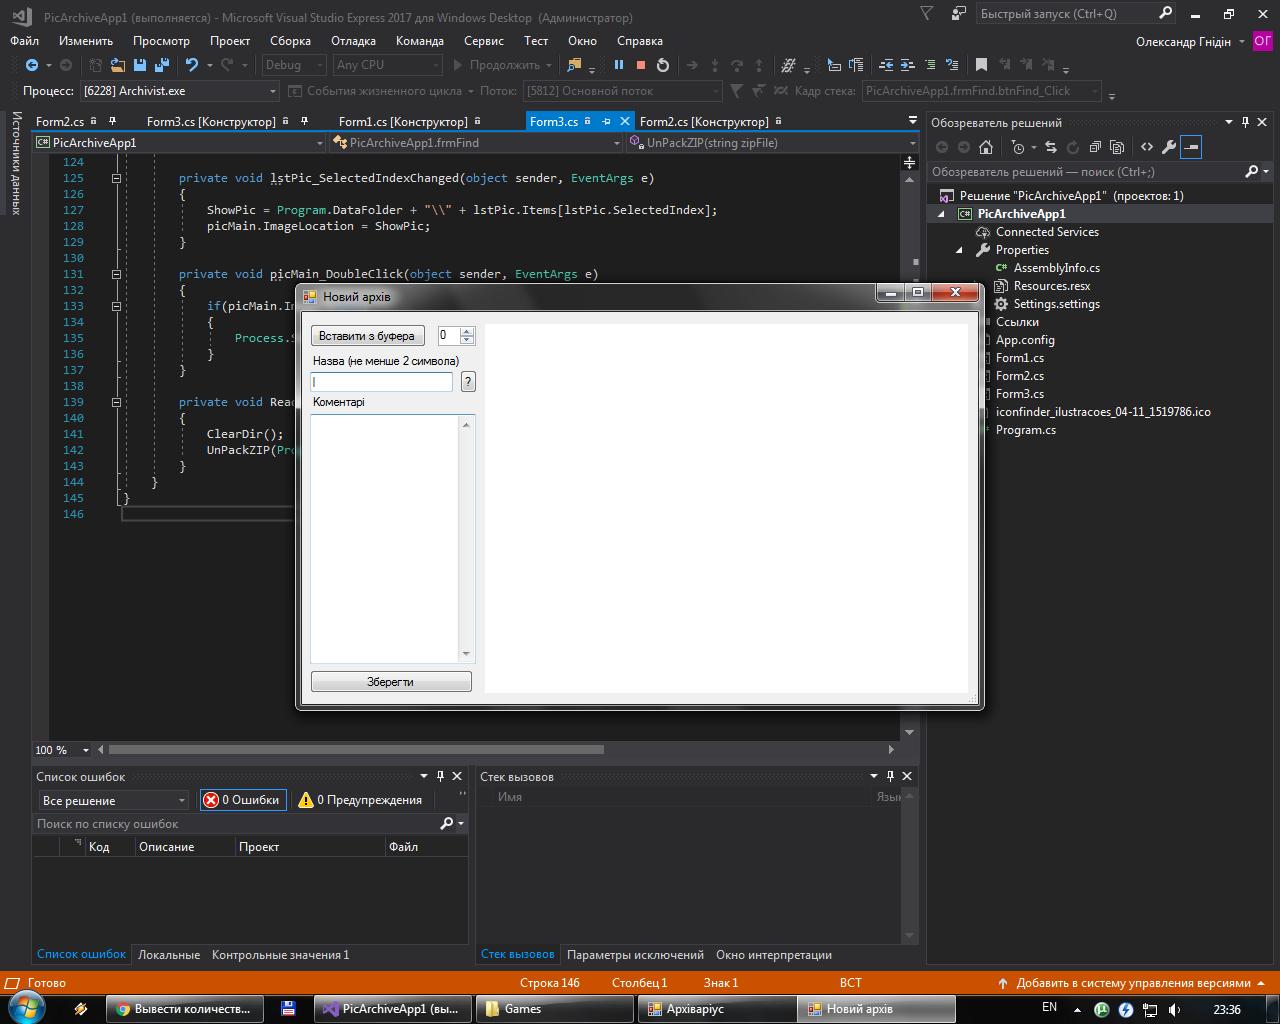 PicArchiveApp1 (выполняется) - Microsoft Visual Studio Express 2017 для Windows Desktop (Администратор)
Быстрый запуск (Ctrl+Q)
Файл Изменить Просмотр Проект Сборка Отладка Команда Сервис Тест Окно Справка
Олександр Гнідін ОГ
Debug Any CPU Продолжить
Процесс: [6228] Archivist.exe События жизненного цикла Поток: [5812] Основной поток Кадр стека: PicArchiveApp1.frmFind.btnFind_Click
Источники данных
Form2.cs Form3.cs [Конструктор] Form1.cs [Конструктор] Form3.cs Form2.cs [Конструктор]
PicArchiveApp1 PicArchiveApp1.frmFind UnPackZIP(string zipFile)
124
125 private void lstPic_SelectedIndexChanged(object sender, EventArgs e)
126 {
127 ShowPic = Program.DataFolder + "\\" + lstPic.Items[lstPic.SelectedIndex];
128 picMain.ImageLocation = ShowPic;
129 }
130
131 private void picMain_DoubleClick(object sender, EventArgs e)
132 {
133 if(picMain.I
134 {
135 Process.S
136 }
137 }
138
139 private void Rea
140 {
141 ClearDir();
142 UnPackZIP(Pro
143 }
144 }
145 }
146
100 %
Новий архів
Вставити з буфера 0
Назва (не менше 2 символа)
?
Коментарі
Зберегти
Обозреватель решений
Обозреватель решений — поиск (Ctrl+;)
Решение "PicArchiveApp1" (проектов: 1)
PicArchiveApp1
Connected Services
Properties
AssemblyInfo.cs
Resources.resx
Settings.settings
Ссылки
App.config
Form1.cs
Form2.cs
Form3.cs
iconfinder_ilustracoes_04-11_1519786.ico
Program.cs
Список ошибок
Все решение 0 Ошибки 0 Предупреждения
Поиск по списку ошибок
Код Описание Проект Файл
Список ошибок Локальные Контрольные значения 1
Стек вызовов
Имя Язык
Стек вызовов Параметры исключений Окно интерпретации
Готово Строка 146 Столбец 1 Знак 1 ВСТ Добавить в систему управления версиями
Вывести количеств... PicArchiveApp1 (вы... Games Архіваріус Новий архів EN 23:36